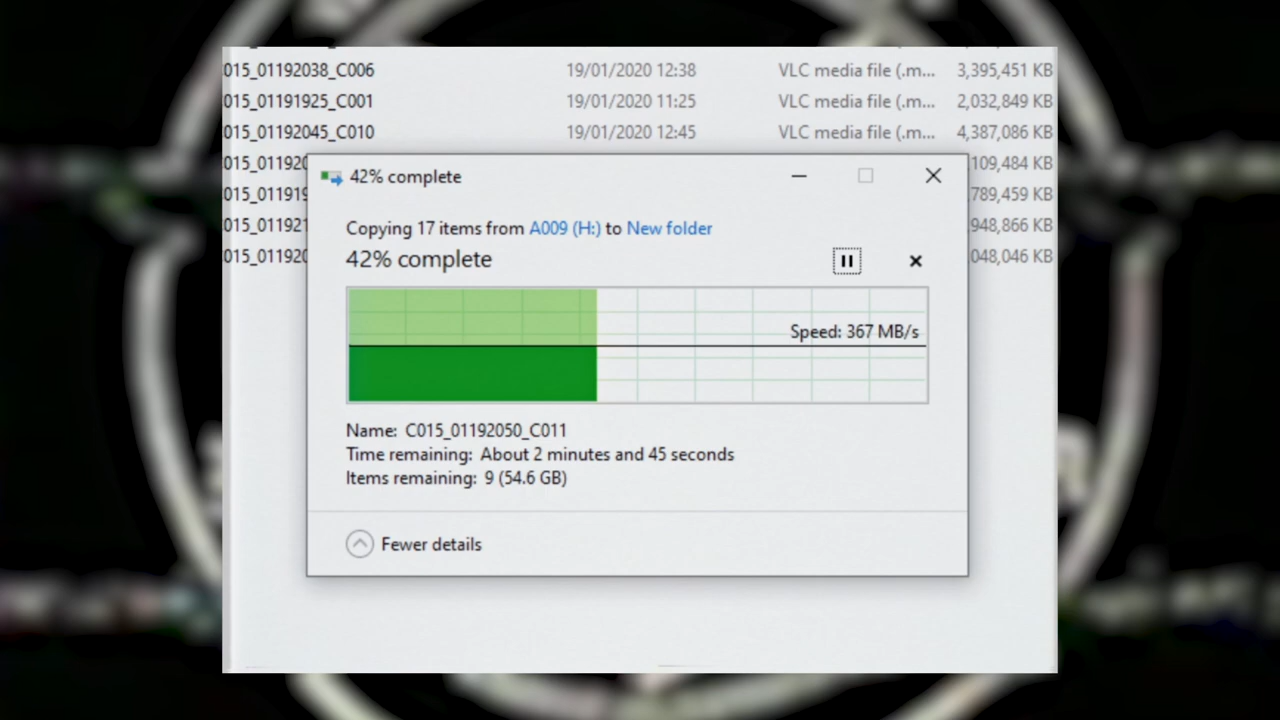 015_01192038_C006 19/01/2020 12:38 VLC media file (.m... 3,395,451 KB
015_01191925_C001 19/01/2020 11:25 VLC media file (.m... 2,032,849 KB
015_01192045_C010 19/01/2020 12:45 VLC media file (.m... 4,387,086 KB
015_01192 ,109,484 KB
42% complete
015_01191 ,789,459 KB
Copying 17 items from A009 (H:) to New folder
015_01192 ,948,866 KB
42% complete
015_01192 ,048,046 KB
Speed: 367 MB/s
Name: C015_01192050_C011
Time remaining: About 2 minutes and 45 seconds
Items remaining: 9 (54.6 GB)
Fewer details